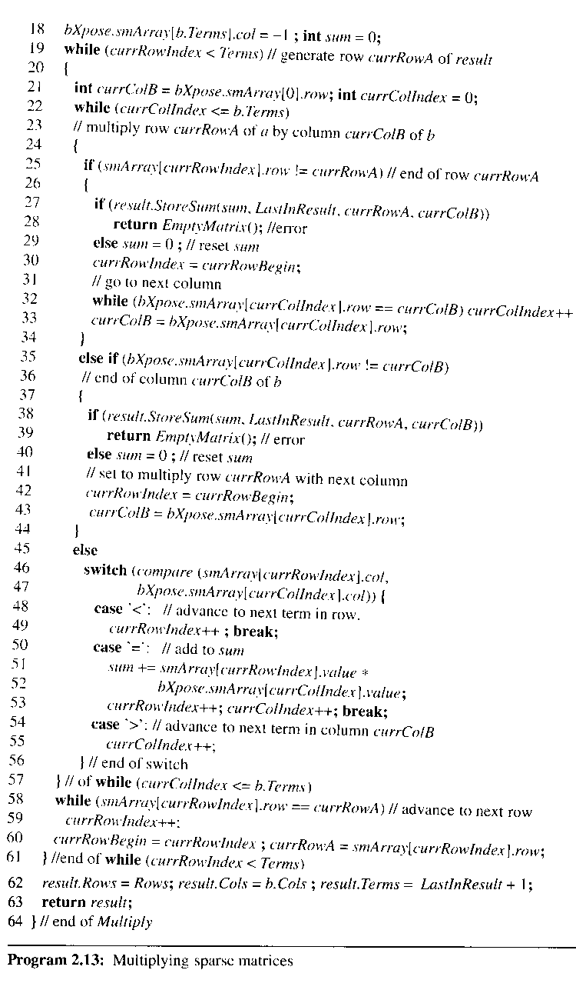 18 bXpose.smArray[b.Terms].col = −1 ; int sum = 0;
19 while (currRowIndex < Terms) // generate row currRowA of result
20 {
21 int currColB = bXpose.smArray[0].row; int currColIndex = 0;
22 while (currColIndex <= b.Terms)
23 // multiply row currRowA of a by column currColB of b
24 {
25 if (smArray[currRowIndex].row != currRowA) // end of row currRowA
26 {
27 if (result.StoreSum(sum, LastInResult, currRowA, currColB))
28 return EmptyMatrix(); //error
29 else sum = 0 ; // reset sum
30 currRowIndex = currRowBegin;
31 // go to next column
32 while (bXpose.smArray[currColIndex].row == currColB) currColIndex++
33 currColB = bXpose.smArray[currColIndex].row;
34 }
35 else if (bXpose.smArray[currColIndex].row != currColB)
36 // end of column currColB of b
37 {
38 if (result.StoreSum(sum, LastInResult, currRowA, currColB))
39 return EmptyMatrix(); // error
40 else sum = 0 ; // reset sum
41 // set to multiply row currRowA with next column
42 currRowIndex = currRowBegin;
43 currColB = bXpose.smArray[currColIndex].row;
44 }
45 else
46 switch (compare (smArray[currRowIndex].col,
47 bXpose.smArray[currColIndex].col)) {
48 case `<´: // advance to next term in row.
49 currRowIndex++ ; break;
50 case `=´: // add to sum
51 sum += smArray[currRowIndex].value *
52 bXpose.smArray[currColIndex].value;
53 currRowIndex++; currColIndex++; break;
54 case `>´: // advance to next term in column currColB
55 currColIndex++;
56 } // end of switch
57 } // of while (currColIndex <= b.Terms)
58 while (smArray[currRowIndex].row == currRowA) // advance to next row
59 currRowIndex++;
60 currRowBegin = currRowIndex ; currRowA = smArray[currRowIndex].row;
61 } //end of while (currRowIndex < Terms)
62 result.Rows = Rows; result.Cols = b.Cols ; result.Terms = LastInResult + 1;
63 return result;
64 } // end of Multiply
Program 2.13: Multiplying sparse matrices